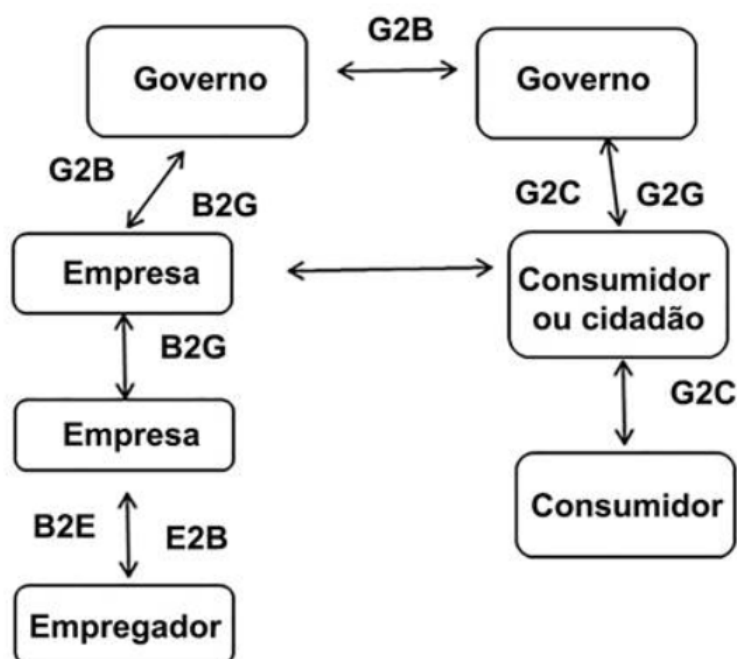 G2B
Governo
Governo
G2B
B2G
G2C
G2G
Empresa
Consumidor
ou cidadão
B2G
G2C
Empresa
Consumidor
B2E
E2B
Empregador